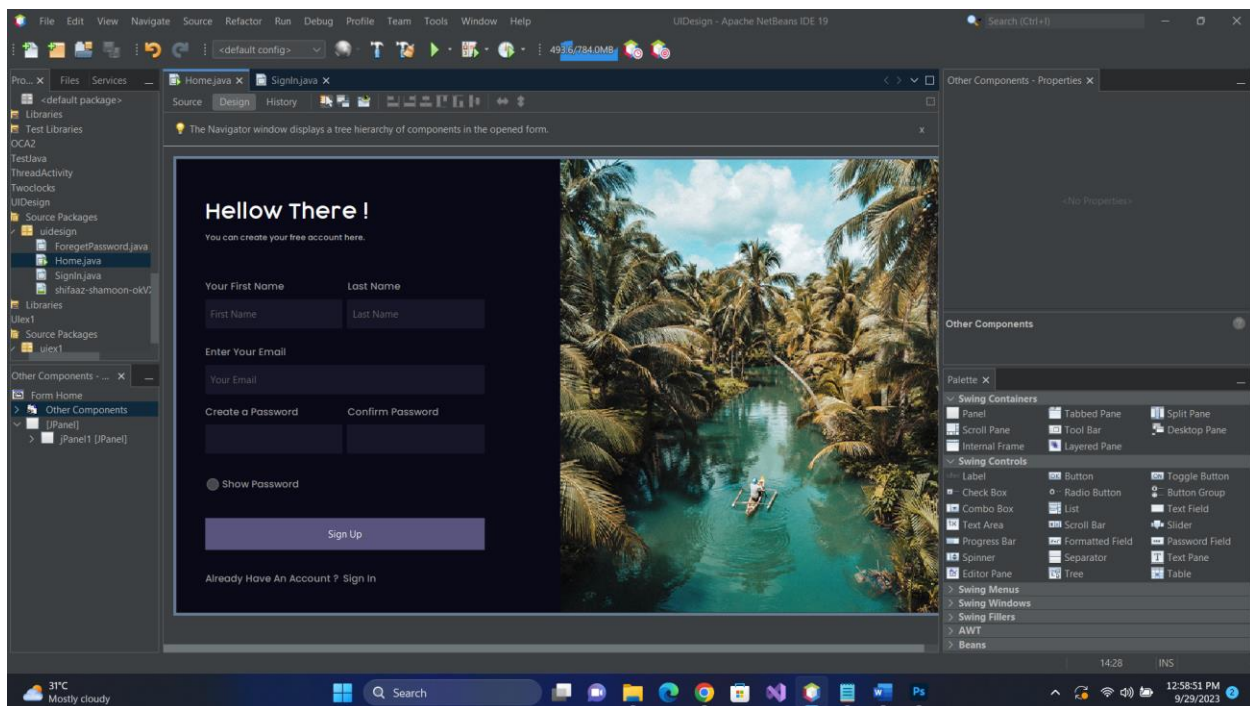 File Edit View Navigate Source Refactor Run Debug Profile Team Tools Window Help
UIDesign - Apache NetBeans IDE 19
Search (Ctrl+I)
<default config>
493.6/784.0MB
Pro... Files Services
Home.java SignIn.java
Other Components - Properties
<default package>
Libraries
Test Libraries
OCA2
TestJava
ThreadActivity
Twoclocks
UIDesign
Source Packages
uidesign
ForegetPassword.java
Home.java
SignIn.java
shifaaz-shamoon-okV
Libraries
UIex1
Source Packages
uiex1
Source Design History
The Navigator window displays a tree hierarchy of components in the opened form.
Hellow There !
You can create your free account here.
Your First Name Last Name
First Name Last Name
Enter Your Email
Your Email
Create a Password Confirm Password
Show Password
Sign Up
Already Have An Account ? Sign In
<No Properties>
Other Components
Other Components - ...
Form Home
Other Components
[JPanel]
jPanel1 [JPanel]
Palette
Swing Containers
Panel Tabbed Pane Split Pane
Scroll Pane Tool Bar Desktop Pane
Internal Frame Layered Pane
Swing Controls
Label Button Toggle Button
Check Box Radio Button Button Group
Combo Box List Text Field
Text Area Scroll Bar Slider
Progress Bar Formatted Field Password Field
Spinner Separator Text Pane
Editor Pane Tree Table
Swing Menus
Swing Windows
Swing Fillers
AWT
Beans
14:28 INS
31°C
Mostly cloudy
Search
Ps
12:58:51 PM
9/29/2023
2